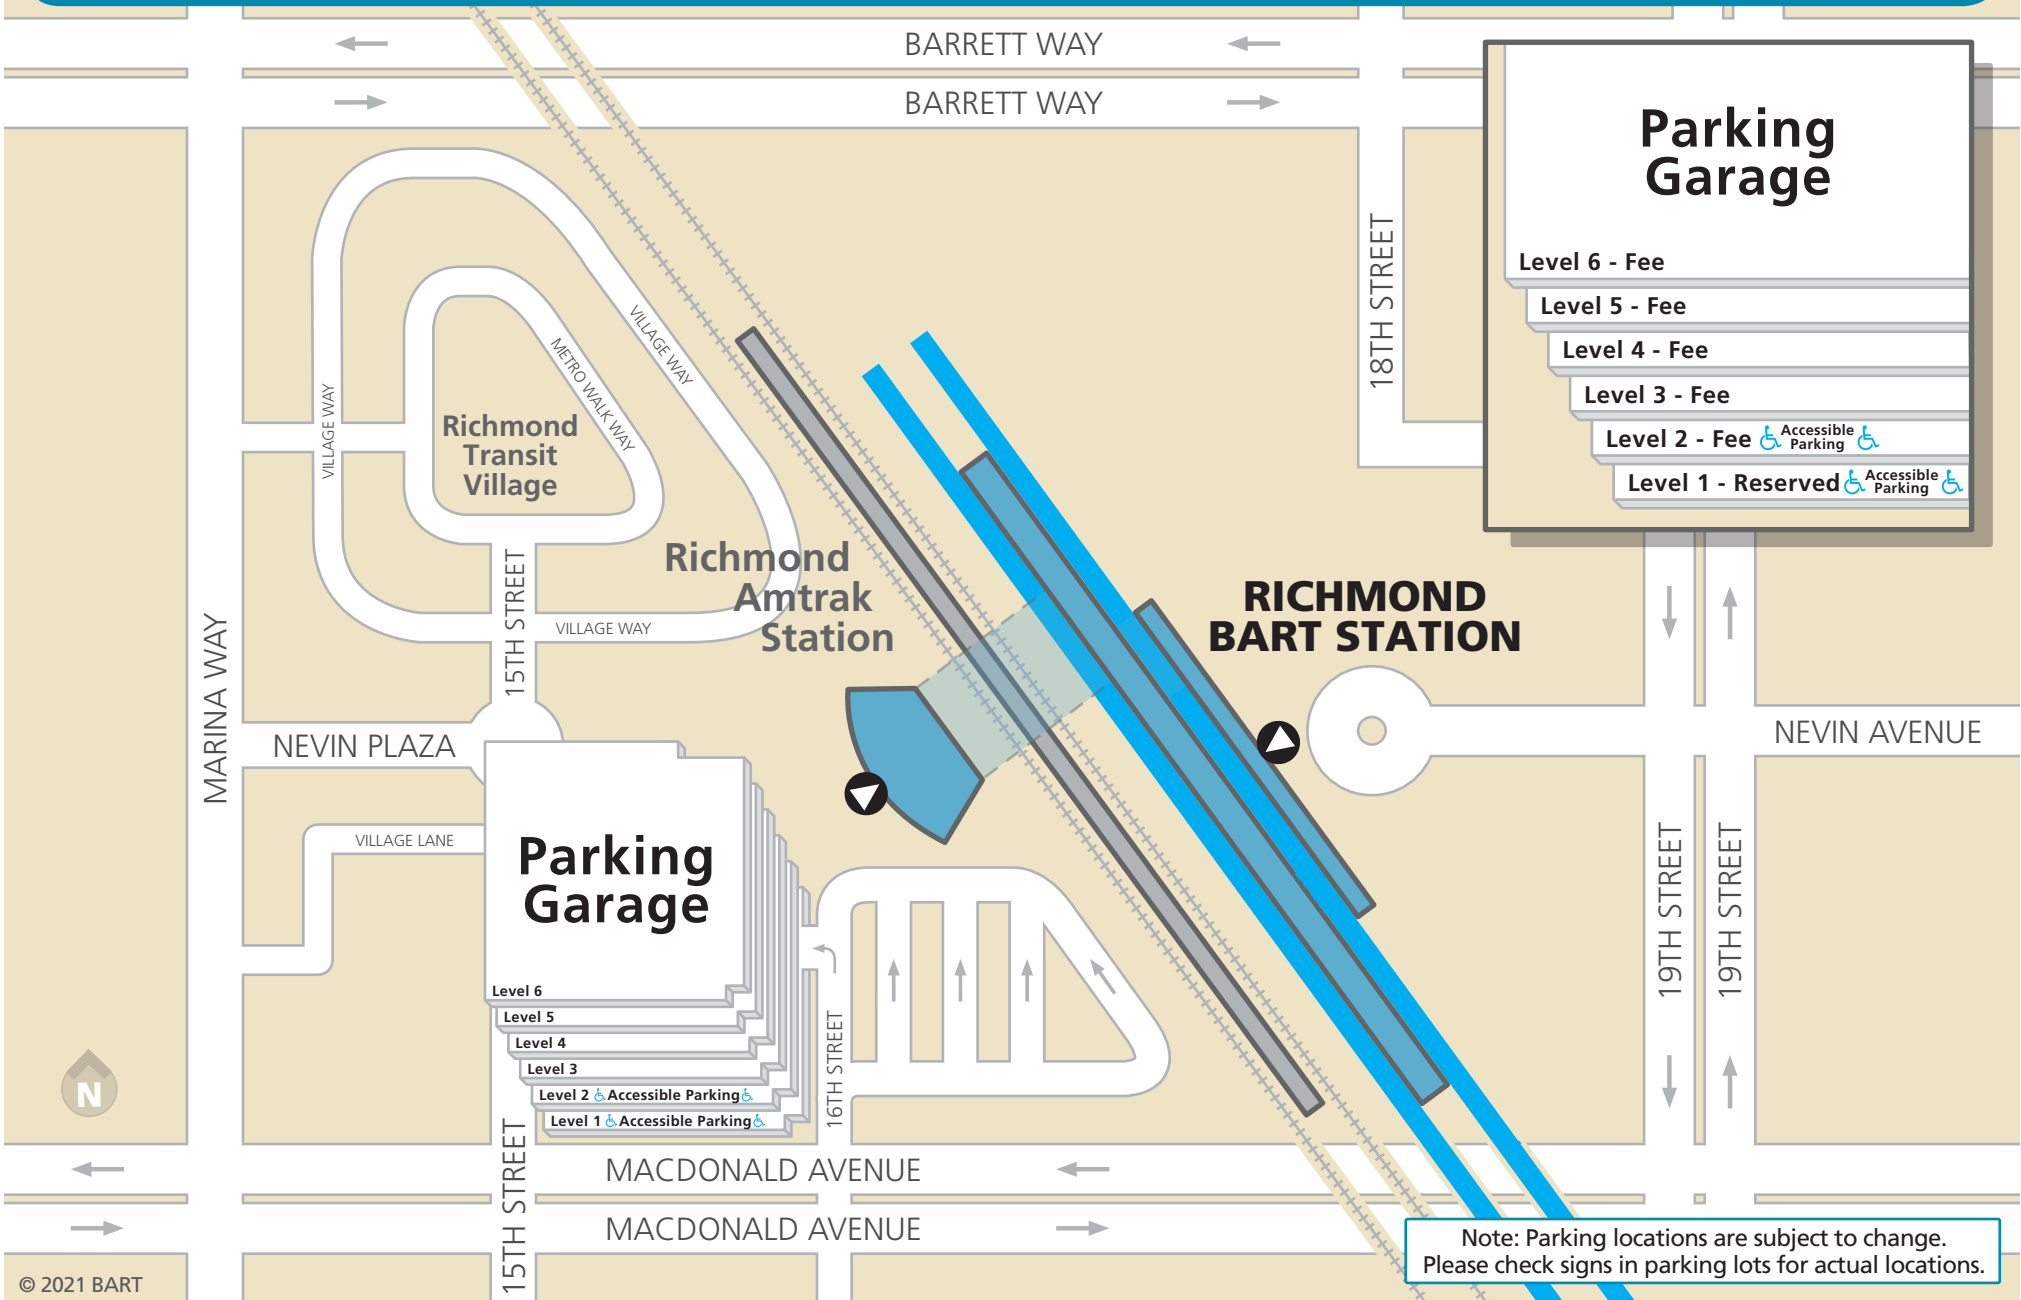 BARRETT WAY
BARRETT WAY
Parking
Garage
Level 6 - Fee
Level 5 - Fee
Level 4 - Fee
Level 3 - Fee
Level 2 - Fee Accessible Parking
Level 1 - Reserved Accessible Parking
18TH STREET
VILLAGE WAY
METRO WALK WAY
VILLAGE WAY
Richmond
Transit
Village
Richmond
Amtrak
Station
RICHMOND
BART STATION
15TH STREET
VILLAGE WAY
MARINA WAY
NEVIN PLAZA
NEVIN AVENUE
VILLAGE LANE
Parking
Garage
Level 6
Level 5
Level 4
Level 3
Level 2 Accessible Parking
Level 1 Accessible Parking
16TH STREET
19TH STREET
19TH STREET
N
15TH STREET
MACDONALD AVENUE
MACDONALD AVENUE
Note: Parking locations are subject to change.
Please check signs in parking lots for actual locations.
© 2021 BART